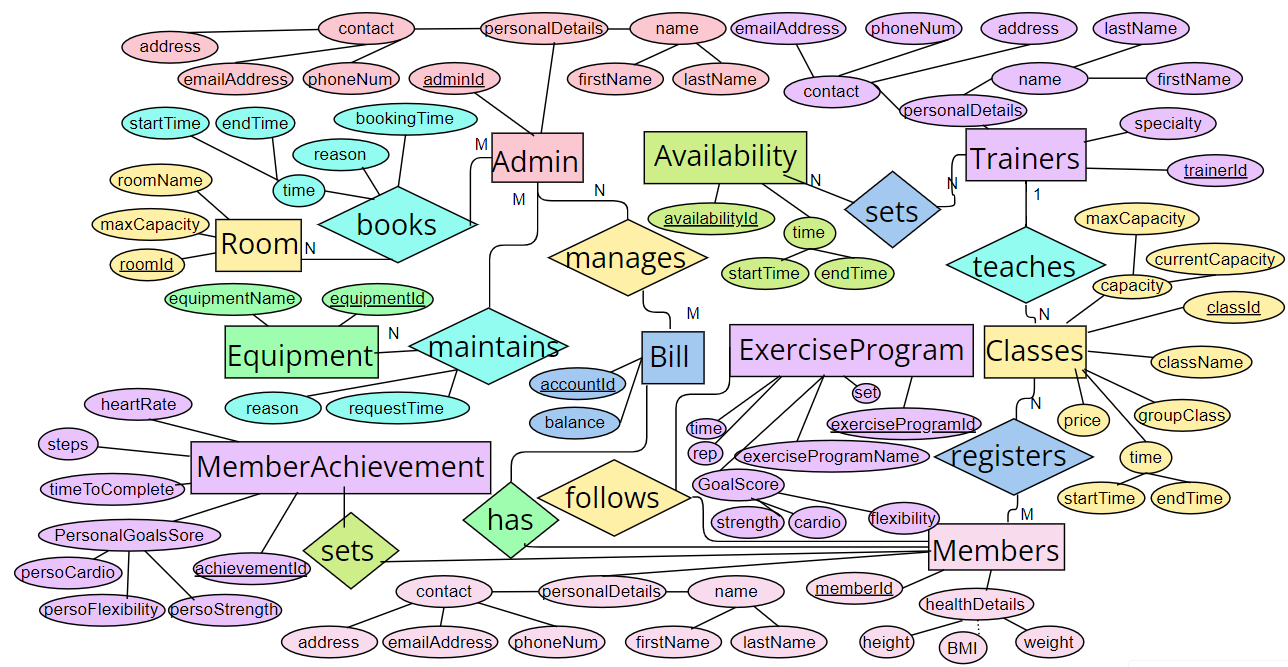 contact
personalDetails
name
emailAddress
phoneNum
address
lastName
address
emailAddress
phoneNum
adminId
firstName
lastName
contact
name
firstName
personalDetails
startTime
endTime
bookingTime
specialty
reason
M
Admin
Availability
Trainers
trainerId
roomName
time
M
N
N
N
1
maxCapacity
Room
N
books
availabilityId
sets
maxCapacity
roomId
manages
time
teaches
currentCapacity
startTime
endTime
capacity
equipmentName
equipmentId
M
N
classId
Equipment
N
maintains
Bill
ExerciseProgram
Classes
className
accountId
set
reason
requestTime
balance
time
exerciseProgramId
N
price
groupClass
heartRate
steps
rep
exerciseProgramName
registers
time
MemberAchievement
timeToComplete
GoalScore
startTime
endTime
follows
has
strength
cardio
flexibility
M
PersonalGoalsSore
sets
Members
persoCardio
achievementId
contact
personalDetails
name
memberId
healthDetails
persoFlexibility
persoStrength
address
emailAddress
phoneNum
firstName
lastName
height
BMI
weight